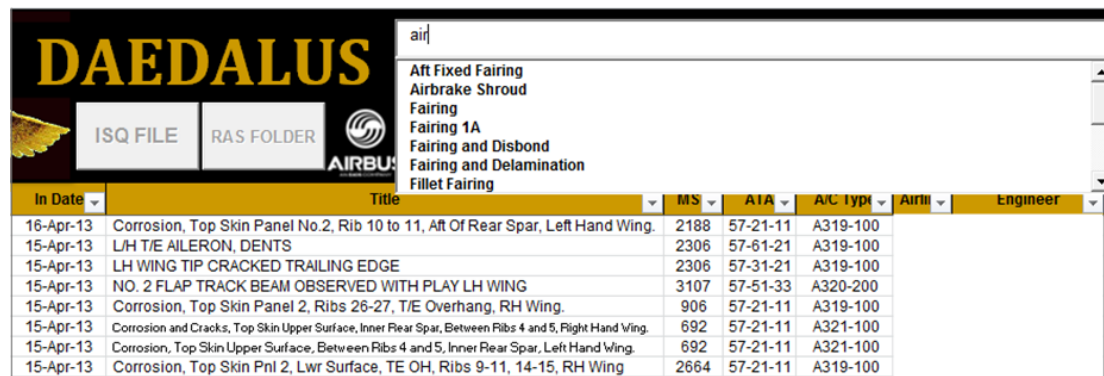 DAEDALUS
air
Aft Fixed Fairing
Airbrake Shroud
Fairing
Fairing 1A
Fairing and Disbond
Fairing and Delamination
Fillet Fairing
ISQ FILE RAS FOLDER
AIRBUS
In Date Title MS ATA A/C Type Airli Engineer
16-Apr-13 Corrosion, Top Skin Panel No.2, Rib 10 to 11, Aft Of Rear Spar, Left Hand Wing. 2188 57-21-11 A319-100
15-Apr-13 L/H T/E AILERON, DENTS 2306 57-61-21 A319-100
15-Apr-13 LH WING TIP CRACKED TRAILING EDGE 2306 57-31-21 A319-100
15-Apr-13 NO. 2 FLAP TRACK BEAM OBSERVED WITH PLAY LH WING 3107 57-51-33 A320-200
15-Apr-13 Corrosion, Top Skin Panel 2, Ribs 26-27, T/E Overhang, RH Wing. 906 57-21-11 A319-100
15-Apr-13 Corrosion and Cracks, Top Skin Upper Surface, Inner Rear Spar, Between Ribs 4 and 5, Right Hand Wing. 692 57-21-11 A321-100
15-Apr-13 Corrosion, Top Skin Upper Surface, Between Ribs 4 and 5, Inner Rear Spar, Left Hand Wing. 692 57-21-11 A321-100
15-Apr-13 Corrosion, Top Skin Pnl 2, Lwr Surface, TE OH, Ribs 9-11, 14-15, RH Wing 2664 57-21-11 A319-100